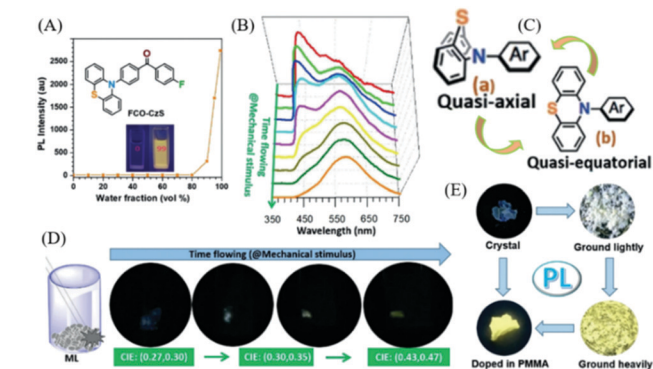 (A)
PL Intensity (au)
2500
2000
1500
1000
500
0
0
20
40
60
80
100
Water fraction (vol %)
O
N
S
F
FCO-CzS
0
99
(B)
Time flowing
@Mechanical stimulus
350
450
550
650
750
Wavelength (nm)
(C)
S
N
Ar
(a)
Quasi-axial
S
N
Ar
(b)
Quasi-equatorial
(D)
Time flowing (@Mechanical stimulus)
ML
CIE: (0.27,0.30)
CIE: (0.30,0.35)
CIE: (0.43,0.47)
(E)
Crystal
Ground lightly
PL
Doped in PMMA
Ground heavily